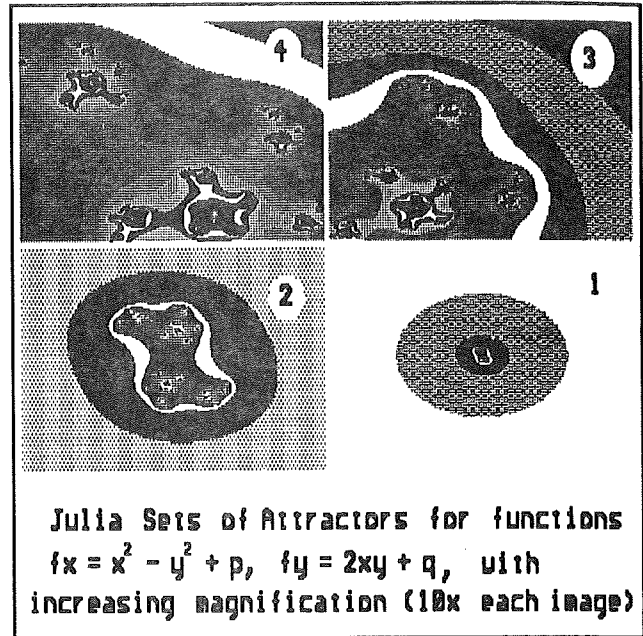 4
3
2
1
Julia Sets of Attractors for functions
fx = x² - y² + p, fy = 2xy + q, with
increasing magnification (10x each image)